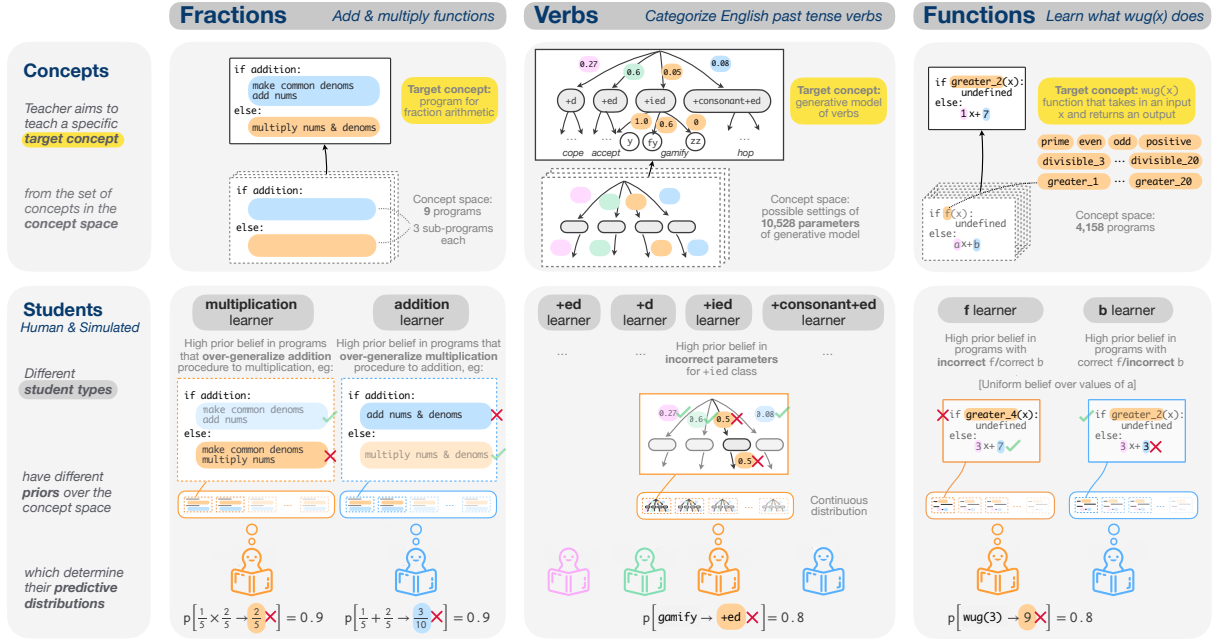 Fractions
Add & multiply functions
Verbs
Categorize English past tense verbs
Functions
Learn what wug(x) does
Concepts
Teacher aims to
teach a specific
target concept
from the set of
concepts in the
concept space
if addition:
make common denoms
add nums
else:
multiply nums & denoms
Target concept:
program for
fraction arithmetic
if addition:
else:
Concept space:
9 programs
3 sub-programs
each
0.27
0.6
0.05
0.08
+d
+ed
+ied
+consonant+ed
1.0
0.6
0
...
...
y
fy
zz
...
cope
accept
gamify
hop
Target concept:
generative model
of verbs
Concept space:
possible settings of
10,528 parameters
of generative model
if greater_2(x):
undefined
else:
1x+ 7
Target concept: wug(x)
function that takes in an input
x and returns an output
prime even odd positive
divisible_3 ... divisible_20
greater_1 ... greater_20
if f(x):
undefined
else:
ax+b
Concept space:
4,158 programs
Students
Human & Simulated
Different
student types
have different
priors over the
concept space
which determine
their predictive
distributions
multiplication
learner
High prior belief in programs
that over-generalize addition
procedure to multiplication, eg:
if addition:
make common denoms
add nums
else:
make common denoms
multiply nums
...
p[1/5 × 2/5 → 2/5 ] = 0.9
addition
learner
High prior belief in programs that
over-generalize multiplication
procedure to addition, eg:
if addition:
add nums & denoms
else:
multiply nums & denoms
...
p[1/5 + 2/5 → 3/10 ] = 0.9
+ed
learner
...
+d
learner
...
+ied
learner
High prior belief in
incorrect parameters
for +ied class
+consonant+ed
learner
...
0.27
0.6
0.5
0.08
0.5
...
Continuous
distribution
p[gamify → +ed ] = 0.8
f learner
High prior belief in
programs with
incorrect f/correct b
b learner
High prior belief in
programs with
correct f/incorrect b
[Uniform belief over values of a]
if greater_4(x):
undefined
else:
3x+ 7
if greater_2(x):
undefined
else:
3 x+ 3
...
...
p[wug(3) → 9 ] = 0.8